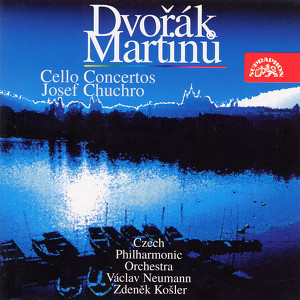 Dvořák
Martinů
SUPRAPHON
Cello Concertos
Josef Chuchro
Czech
Philharmonic
Orchestra
Václav Neumann
Zdeněk Košler